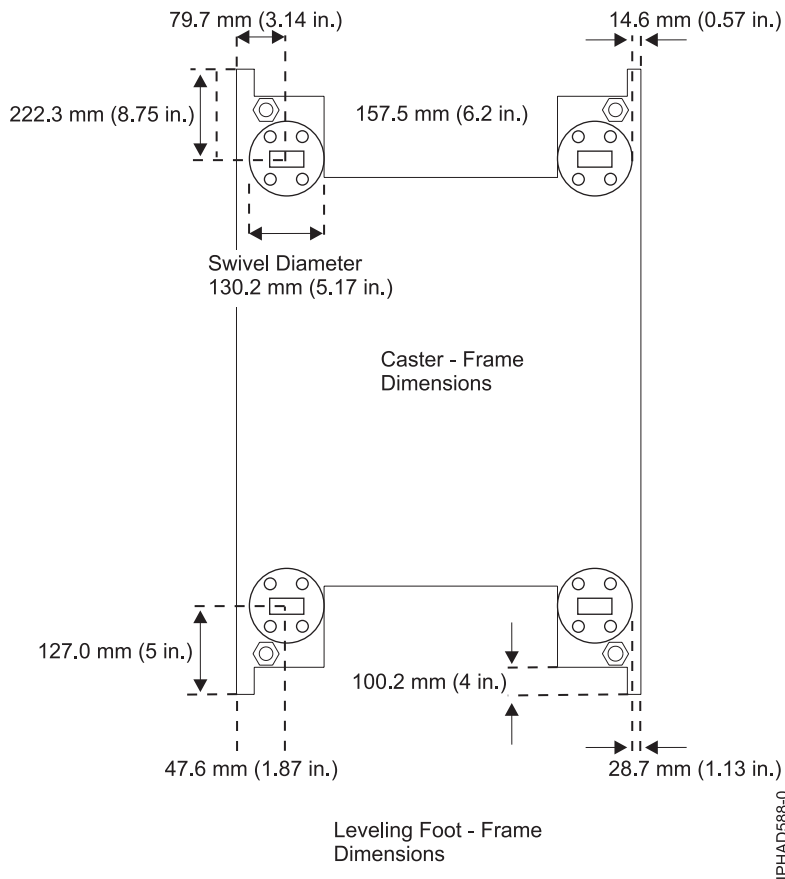 79.7 mm (3.14 in.)
14.6 mm (0.57 in.)
222.3 mm (8.75 in.)
157.5 mm (6.2 in.)
Swivel Diameter
130.2 mm (5.17 in.)
Caster - Frame
Dimensions
127.0 mm (5 in.)
100.2 mm (4 in.)
47.6 mm (1.87 in.)
28.7 mm (1.13 in.)
Leveling Foot - Frame
Dimensions
IPHAD588-0